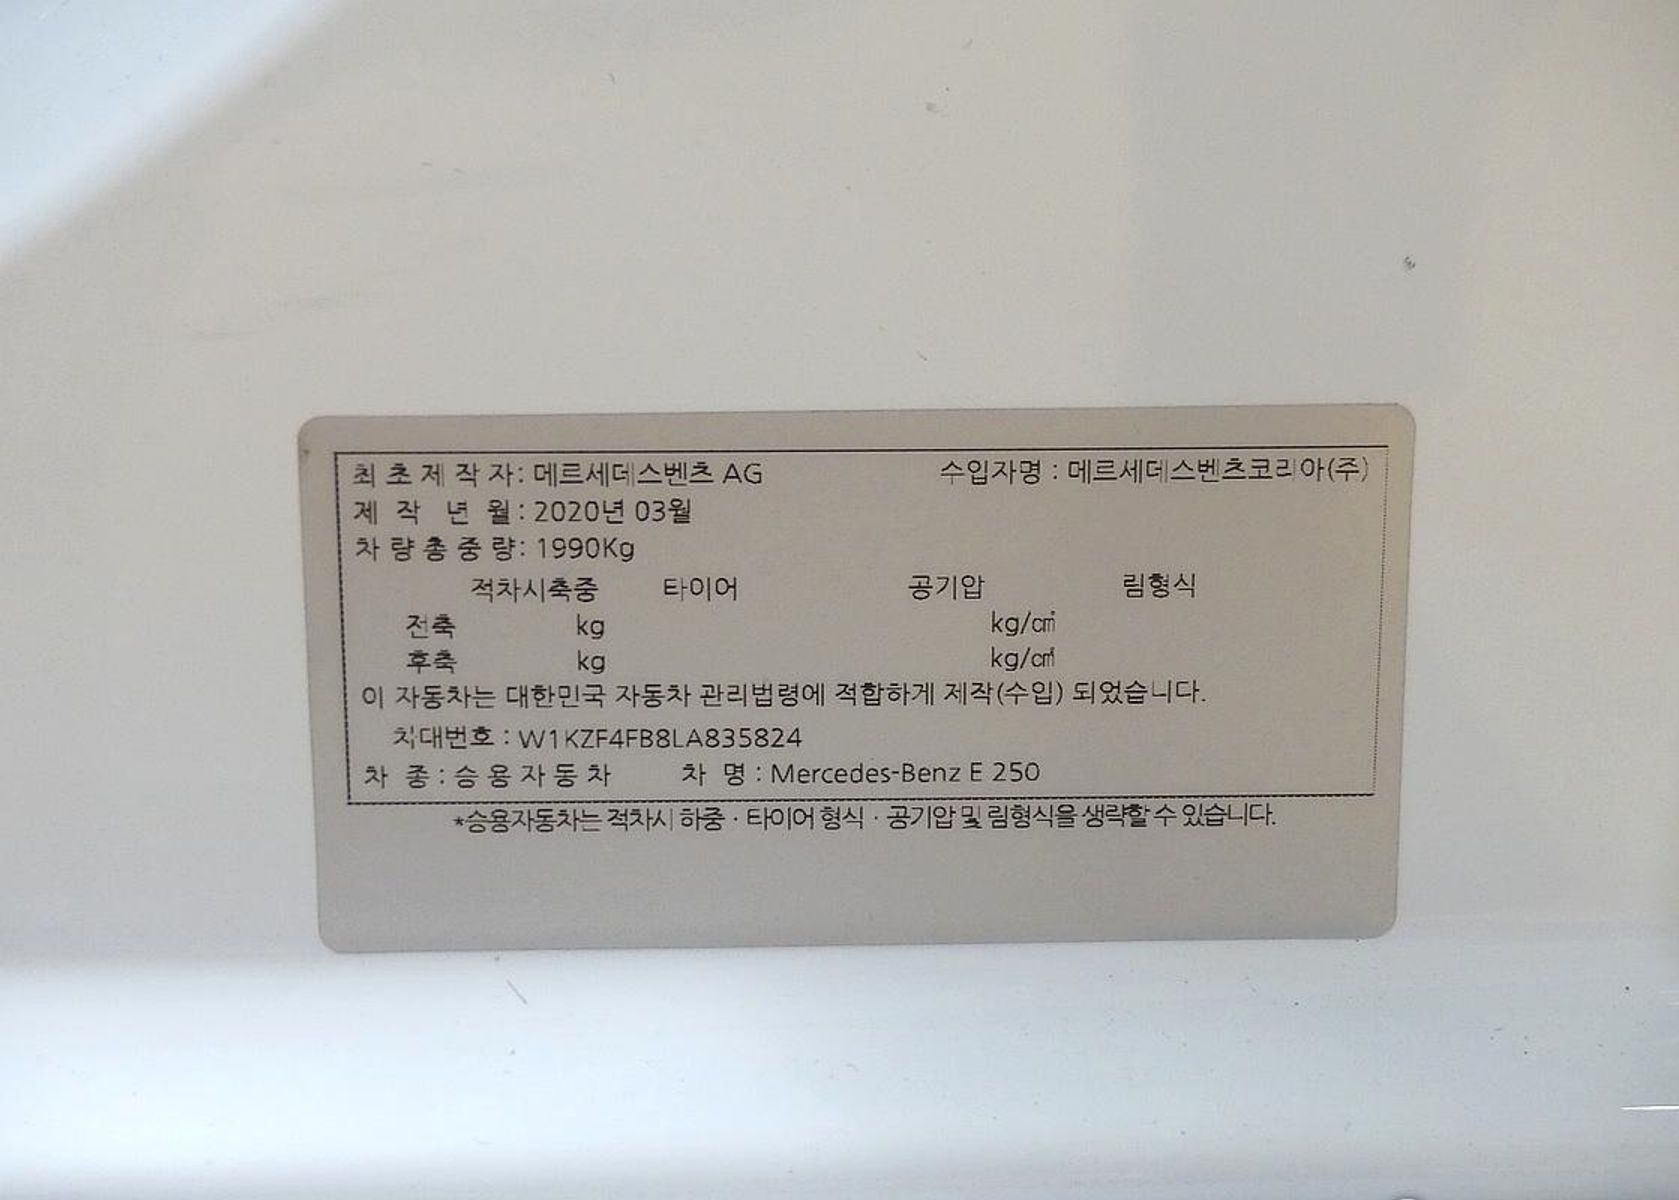 최 초 제 작 자 : 메르세데스벤츠 AG 수입자명 : 메르세데스벤츠코리아(주)
제 작 년 월 : 2020년 03월
차 량 총 중 량 : 1990Kg
적차시축중 타이어 공기압 림형식
전축 kg kg/㎠
후축 kg kg/㎠
이 자동차는 대한민국 자동차 관리법령에 적합하게 제작(수입) 되었습니다.
차대번호 : W1KZF4FB8LA835824
차 종 : 승 용 자 동 차 차 명 : Mercedes-Benz E 250
*승용자동차는 적차시 하중 · 타이어 형식 · 공기압 및 림형식을 생략할 수 있습니다.